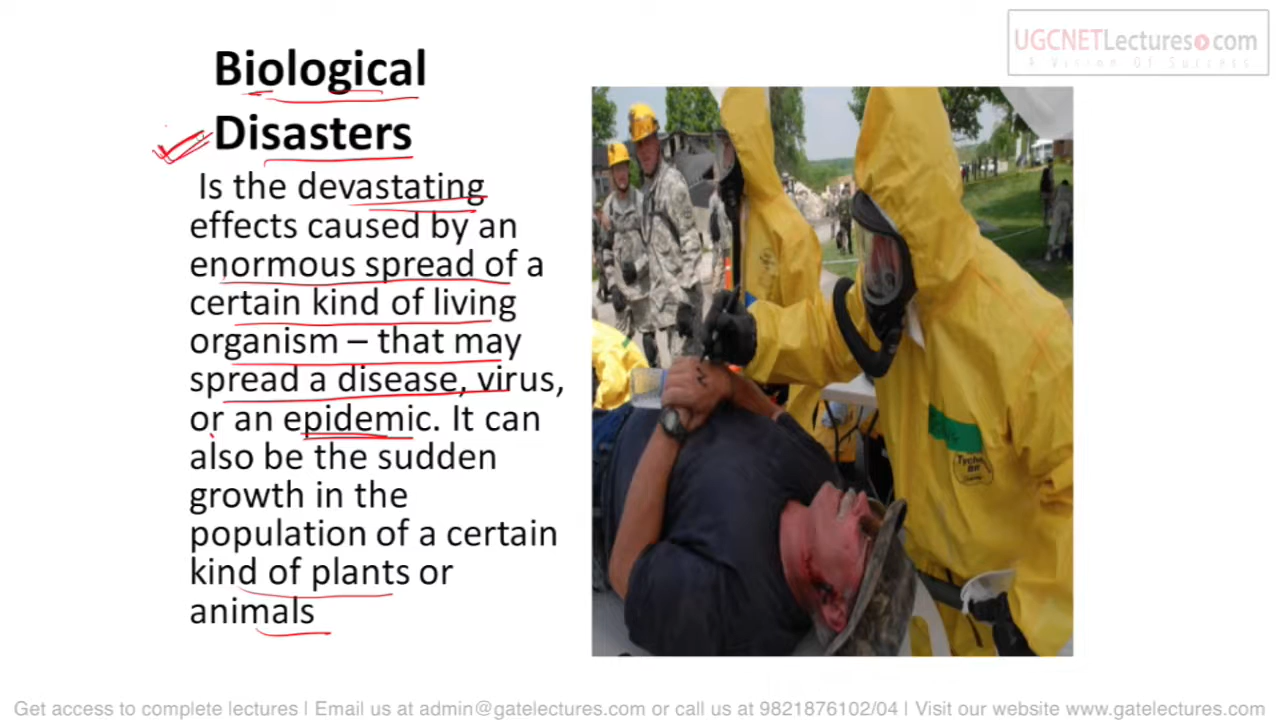 UGCNETLectures.com
A Vision Of Success
Biological
Disasters
Is the devastating
effects caused by an
enormous spread of a
certain kind of living
organism – that may
spread a disease, virus,
or an epidemic. It can
also be the sudden
growth in the
population of a certain
kind of plants or
animals
Get access to complete lectures | Email us at admin@gatelectures.com or call us at 9821876102/04 | Visit our website www.gatelectures.com